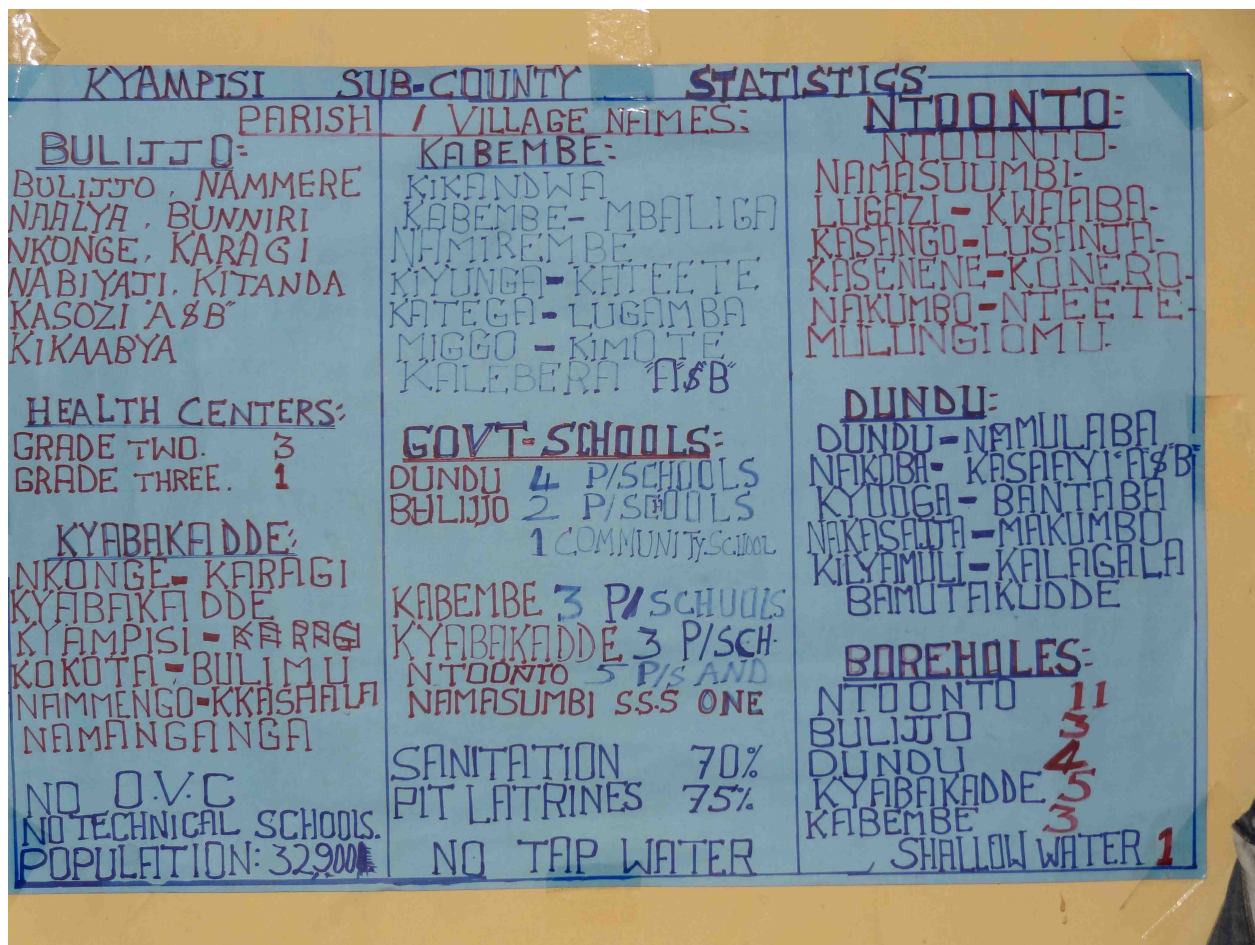 KYAMPISI SUB-COUNTY STATISTICS
PARISH / VILLAGE NAMES:
BULIJJO:
BULIJJO, NAMMERE
NAALYA, BUNNIRI
NKONGE, KARAGI
NABIYAJI, KITANDA
KASOZI "A$B"
KIKAABYA
HEALTH CENTERS:
GRADE TWO. 3
GRADE THREE. 1
KYABAKADDE:
NKONGE- KARAGI
KYABAKADDE
KYAMPISI -
KOKOTA-BULIMU
NAMMENGO-KKASAALA
NAMANGANGA
NO O.V.C
NO TECHNICAL SCHOOLS.
POPULATION: 32,900
KABEMBE:
KIKANDWA
KABEMBE- MBALIGA
NAMIREMBE
KIYUNGA- KATEETE
KATEGA- LUGAMBA
MIGGO - KIMOTE
KALEBERA "A$B"
GOVT-SCHOOLS:
DUNDU 4 P/SCHOOLS
BULIJJO 2 P/SCHOOLS
1 COMMUNITY SCHOOL
KABEMBE 3 P/SCHOOLS
KYABAKADDE 3 P/SCH.
NTOONTO 5 P/S AND
NAMASUMBI S.S.S ONE
SANITATION 70%
PIT LATRINES 75%
NO TAP WATER
NTOONTO:
NTOONTO-
NAMASUUMBI-
LUGAZI - KWABA-
KASANGO-LUSANJA-
KASENENE-KONERO-
NAKUMBO-NTEETE-
MULUNGIOMU.
DUNDU:
DUNDU-NAMULABA
NAKOBA- KASAAYI "A$B"
KYUOGA - BANTABA
NAKASAJJA-MAKUMBO
KILYAMULI-KALAGALA
BAMUTAKUDDE
BOREHOLES:
NTOONTO 11
BULIJJO 3
DUNDU 4
KYABAKADDE 5
KABEMBE 3
SHALLOW WATER 1